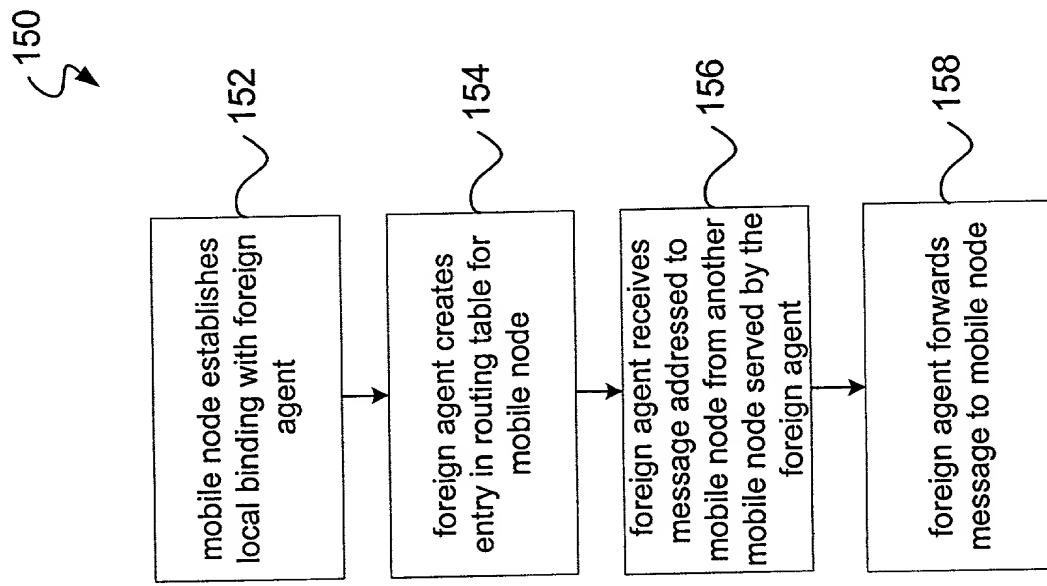 150
152
mobile node establishes
local binding with foreign
agent
154
foreign agent creates
entry in routing table for
mobile node
156
foreign agent receives
message addressed to
mobile node from another
mobile node served by the
foreign agent
158
foreign agent forwards
message to mobile node